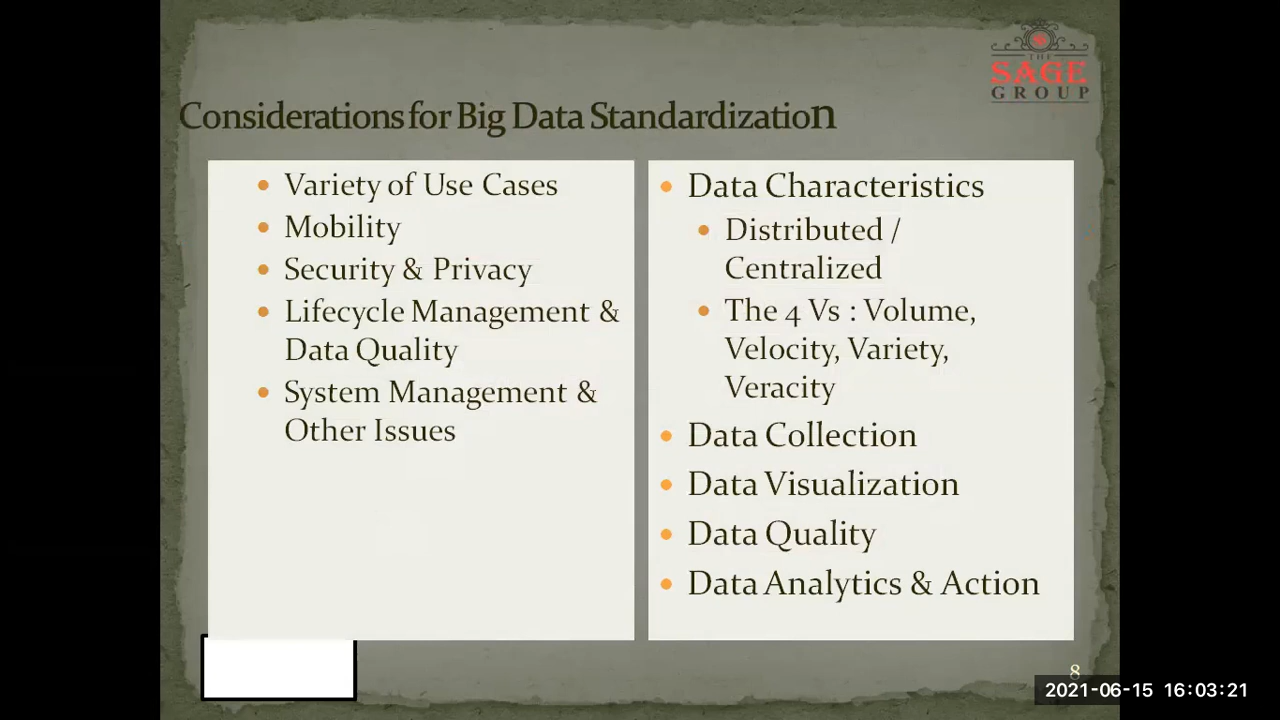 THE
SAGE
GROUP
Considerations for Big Data Standardization
Variety of Use Cases
Mobility
Security & Privacy
Lifecycle Management &
Data Quality
System Management &
Other Issues
Data Characteristics
Distributed /
Centralized
The 4 Vs : Volume,
Velocity, Variety,
Veracity
Data Collection
Data Visualization
Data Quality
Data Analytics & Action
8
2021-06-15 16:03:21